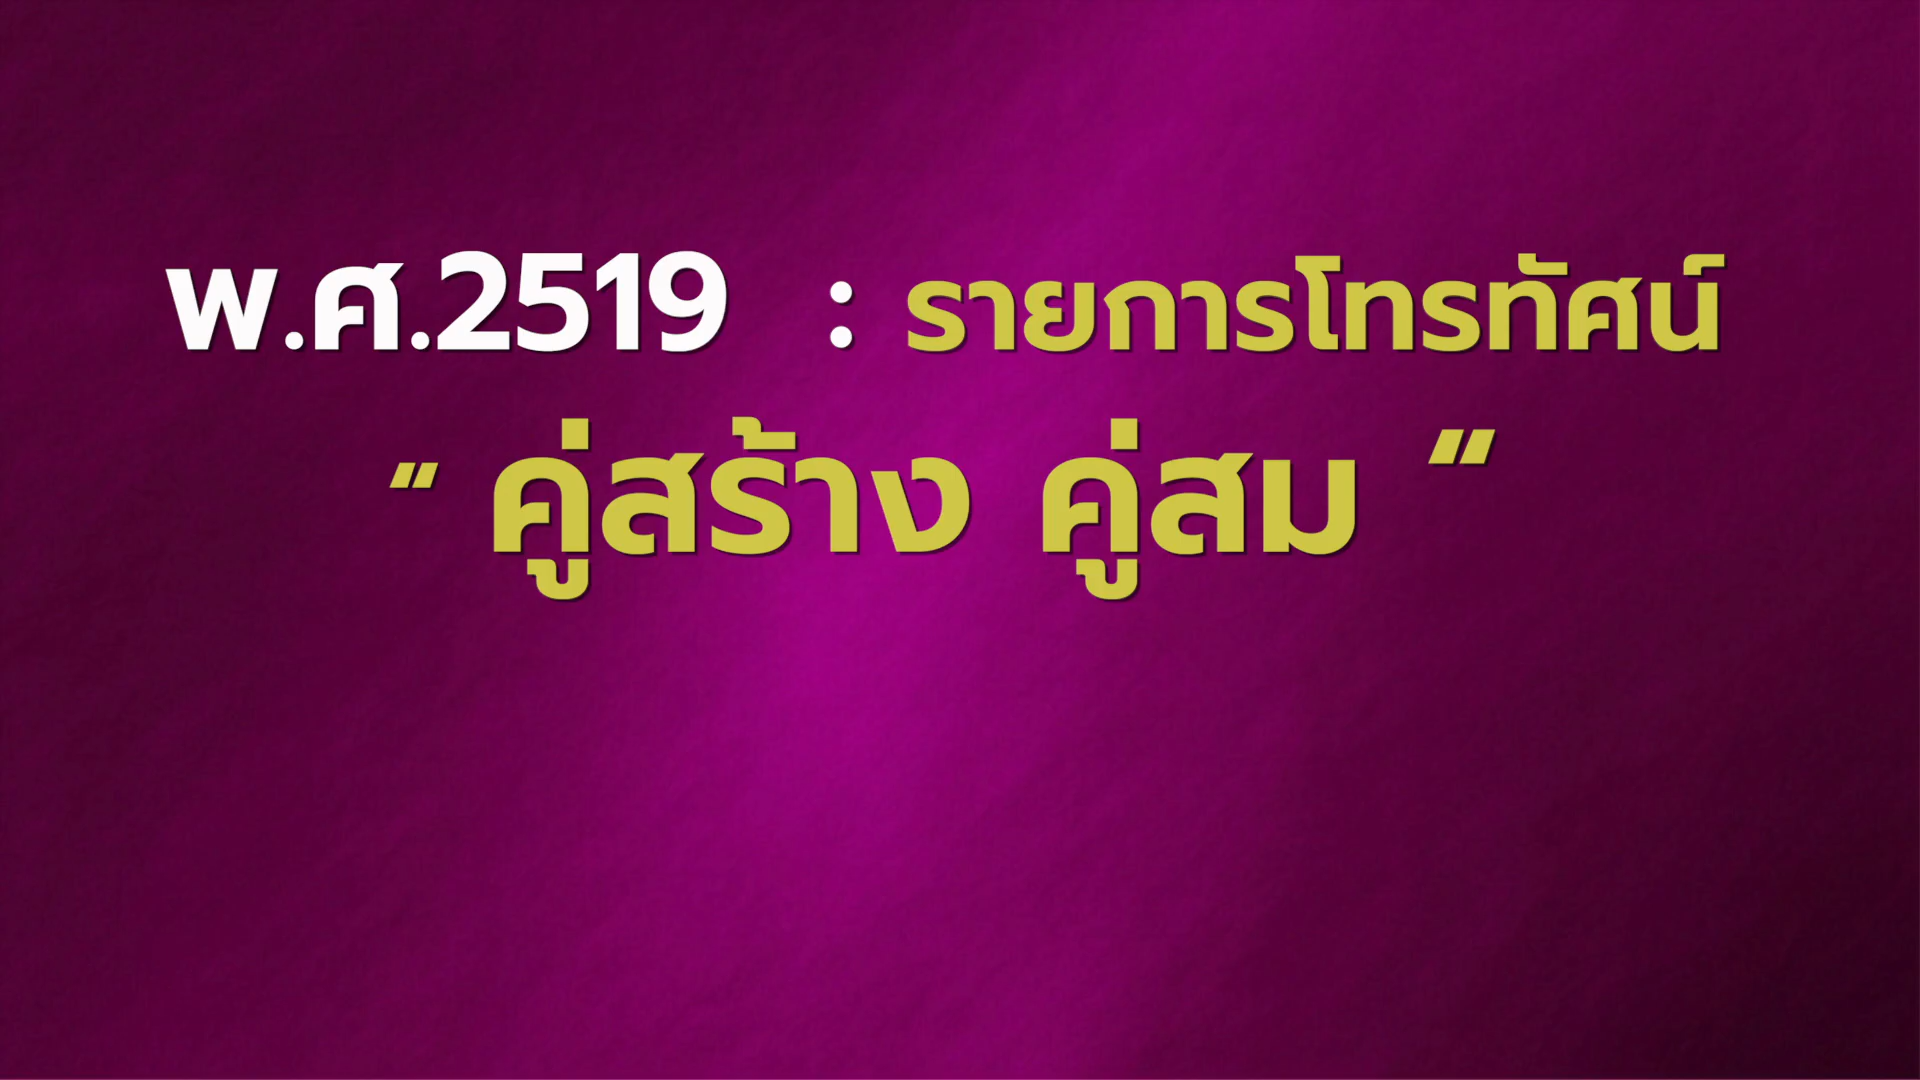 พ.ศ.2519 : รายการโทรทัศน์
“ คู่สร้าง คู่สม “